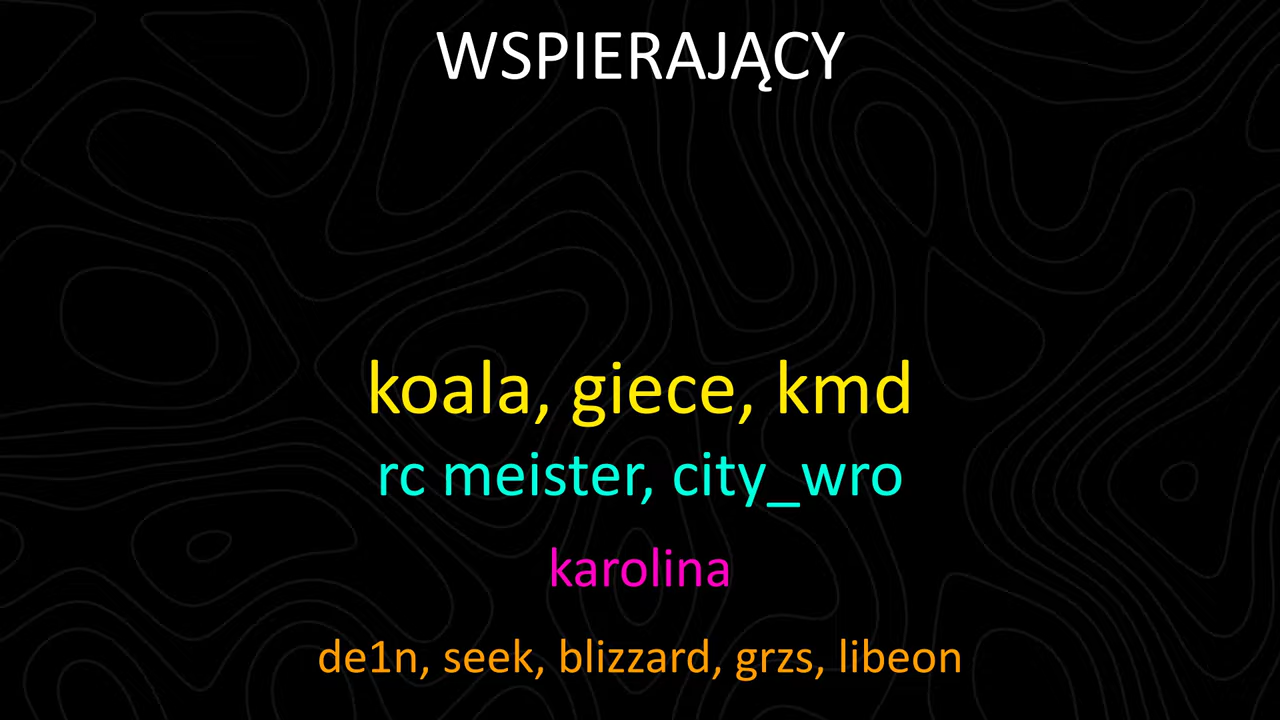 WSPIERAJĄCY
koala, giece, kmd
rc meister, city_wro
karolina
de1n, seek, blizzard, grzs, libeon